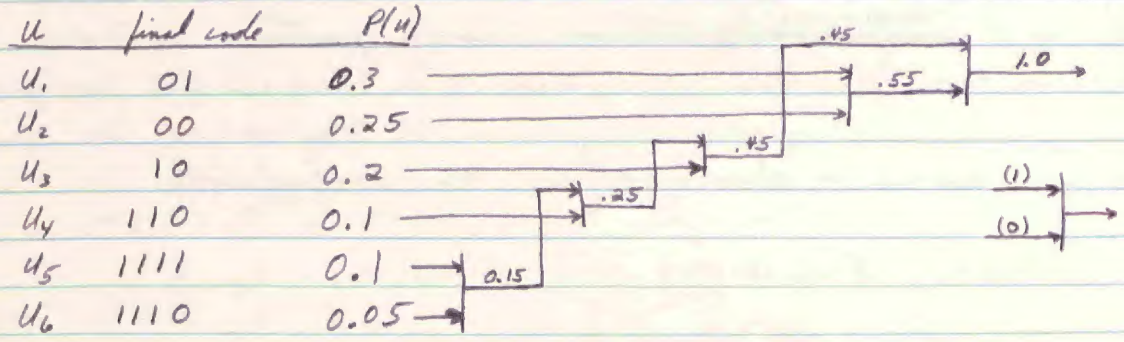 u final code P(u)
.45
1.0
u₁ 01 0.3
.55
u₂ 00 0.25
.45
u₃ 10 0.2
(1)
.25
u₄ 110 0.1
(0)
u₅ 1111 0.1
0.15
u₆ 1110 0.05